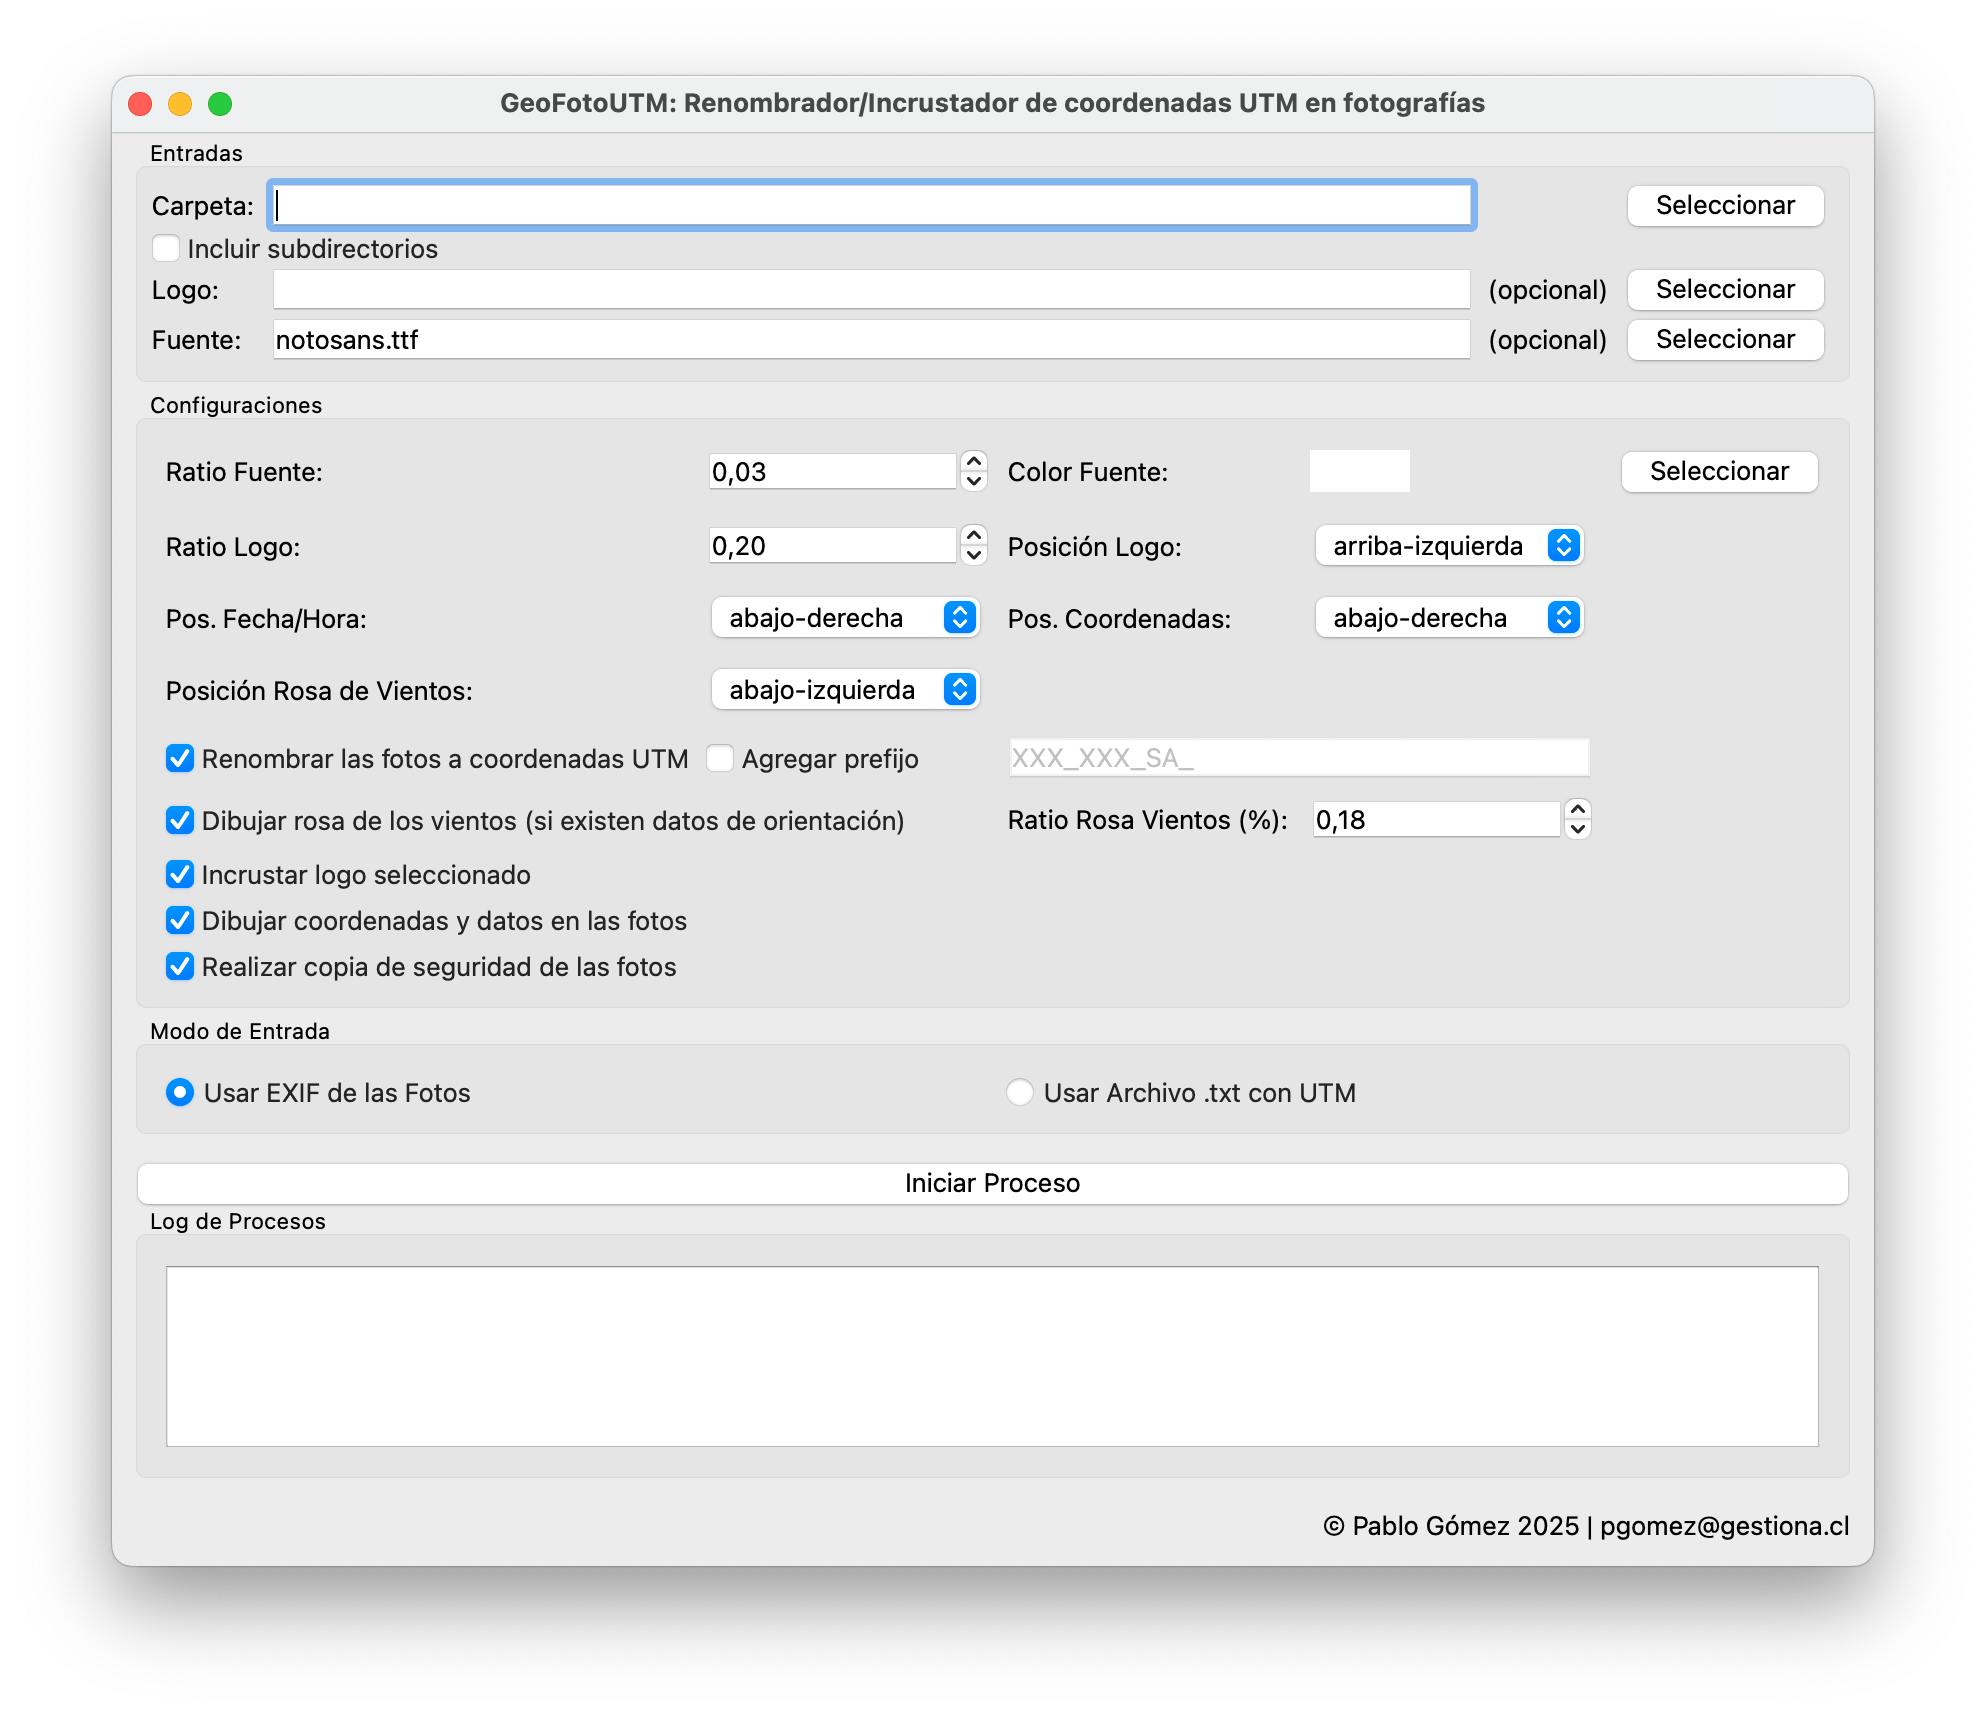 GeoFotoUTM: Renombrador/Incrustador de coordenadas UTM en fotografías
Entradas
Carpeta: Seleccionar
Incluir subdirectorios
Logo: (opcional) Seleccionar
Fuente: notosans.ttf (opcional) Seleccionar
Configuraciones
Ratio Fuente: 0,03 Color Fuente: Seleccionar
Ratio Logo: 0,20 Posición Logo: arriba-izquierda
Pos. Fecha/Hora: abajo-derecha Pos. Coordenadas: abajo-derecha
Posición Rosa de Vientos: abajo-izquierda
Renombrar las fotos a coordenadas UTM Agregar prefijo XXX_XXX_SA_
Dibujar rosa de los vientos (si existen datos de orientación) Ratio Rosa Vientos (%): 0,18
Incrustar logo seleccionado
Dibujar coordenadas y datos en las fotos
Realizar copia de seguridad de las fotos
Modo de Entrada
Usar EXIF de las Fotos Usar Archivo .txt con UTM
Iniciar Proceso
Log de Procesos
© Pablo Gómez 2025 | pgomez@gestiona.cl